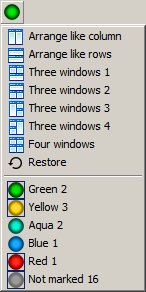 Arrange like column
Arrange like rows
Three windows 1
Three windows 2
Three windows 3
Three windows 4
Four windows
Restore
Green 2
Yellow 3
Aqua 2
Blue 1
Red 1
Not marked 16